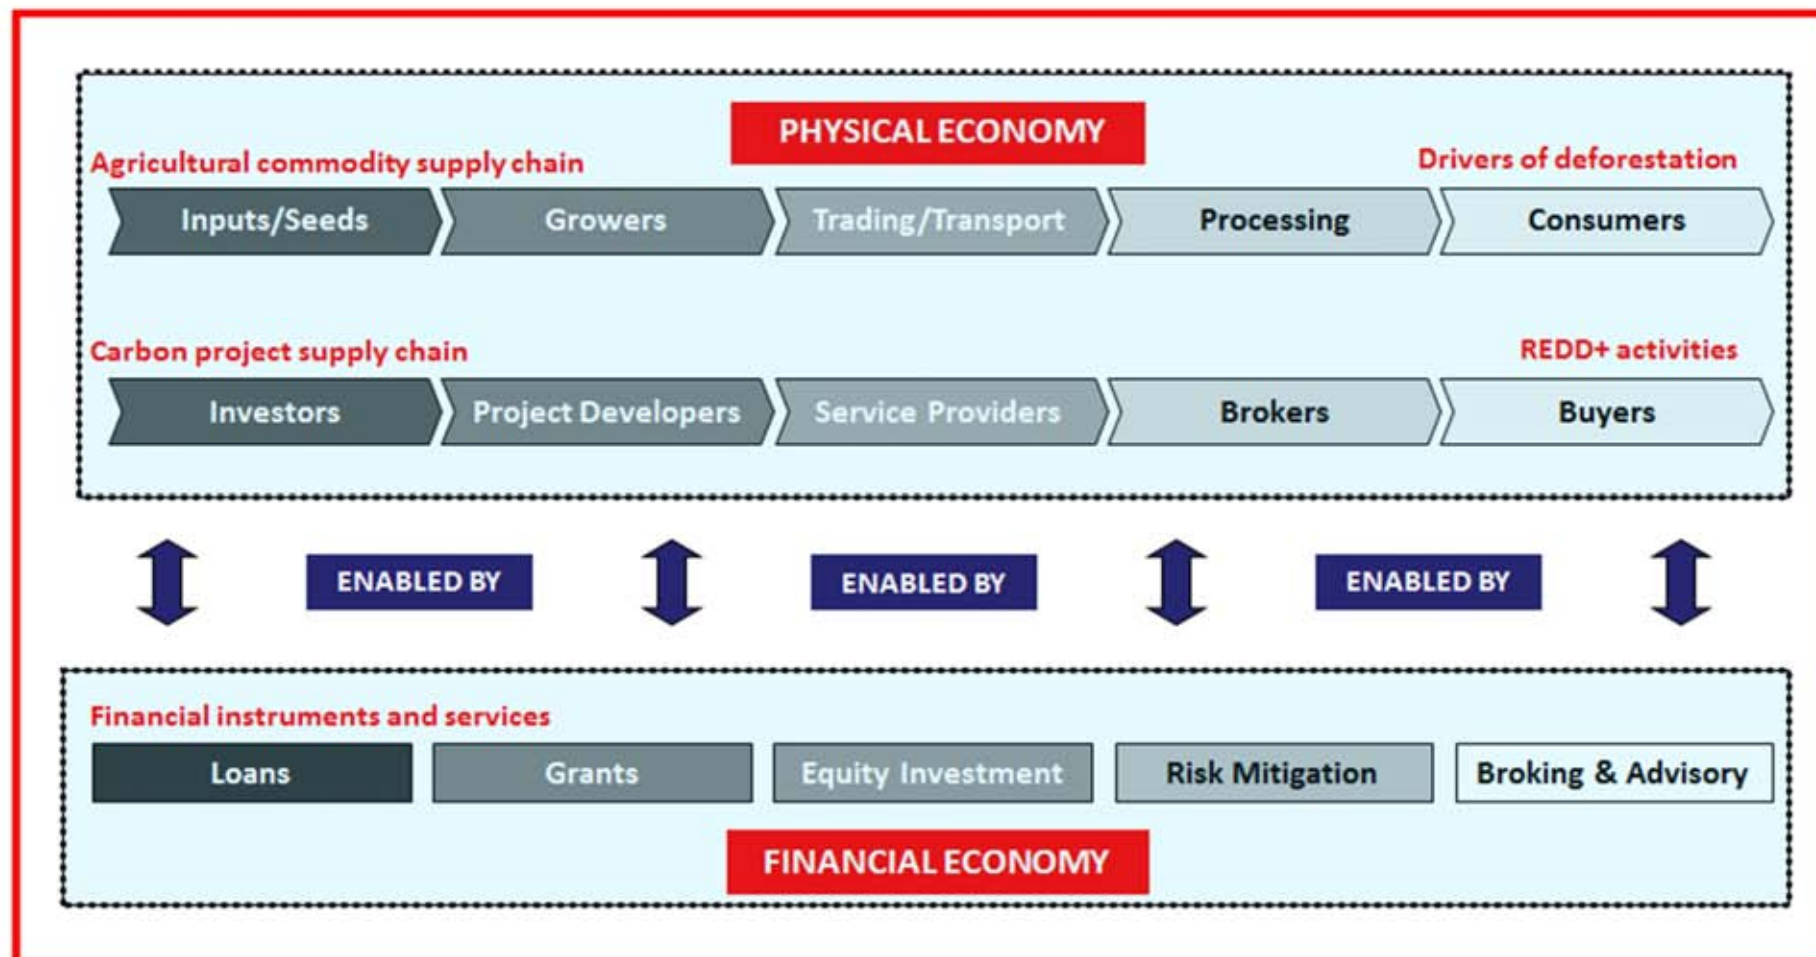 PHYSICAL ECONOMY
Agricultural commodity supply chain
Drivers of deforestation
Inputs/Seeds
Growers
Trading/Transport
Processing
Consumers
Carbon project supply chain
REDD+ activities
Investors
Project Developers
Service Providers
Brokers
Buyers
ENABLED BY
ENABLED BY
ENABLED BY
Financial instruments and services
Loans
Grants
Equity Investment
Risk Mitigation
Broking & Advisory
FINANCIAL ECONOMY